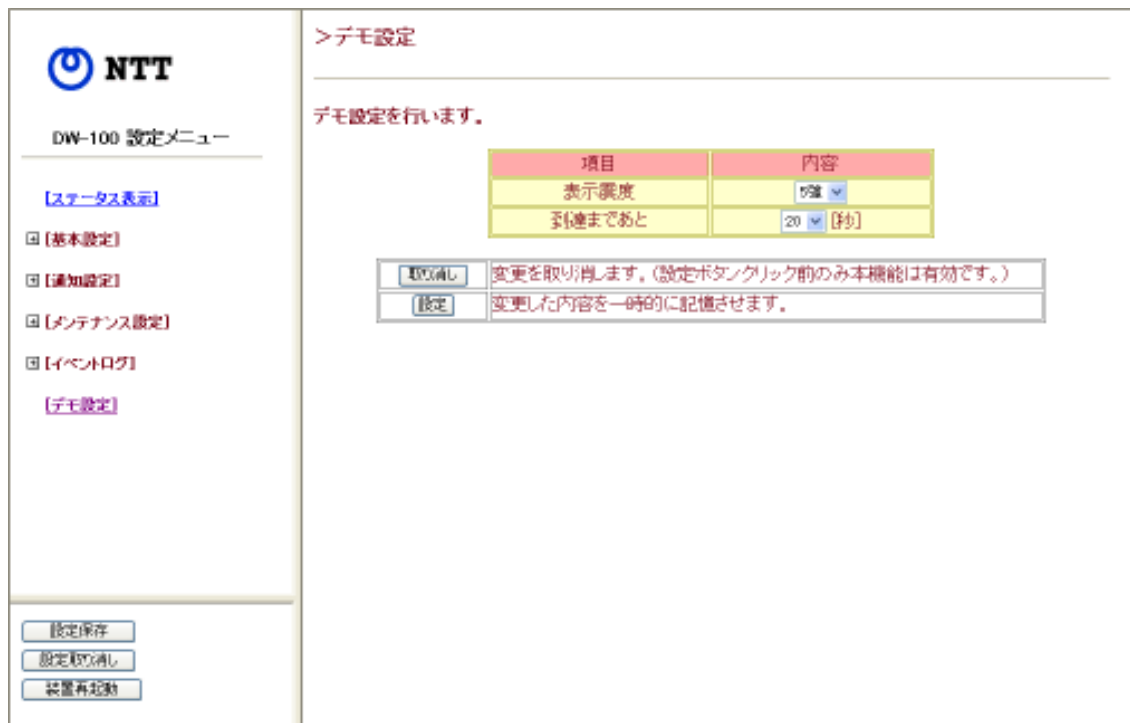 NTT
DW-100 設定メニュー
[ステータス表示]
[基本設定]
[通知設定]
[メンテナンス設定]
[イベントログ]
[デモ設定]
設定保存
設定取り消し
装置再起動
>デモ設定
デモ設定を行います。
項目 内容
表示震度 5強
到達まであと 20 [秒]
取り消し 変更を取り消します。(設定ボタンクリック前のみ本機能は有効です。)
設定 変更した内容を一時的に記憶させます。